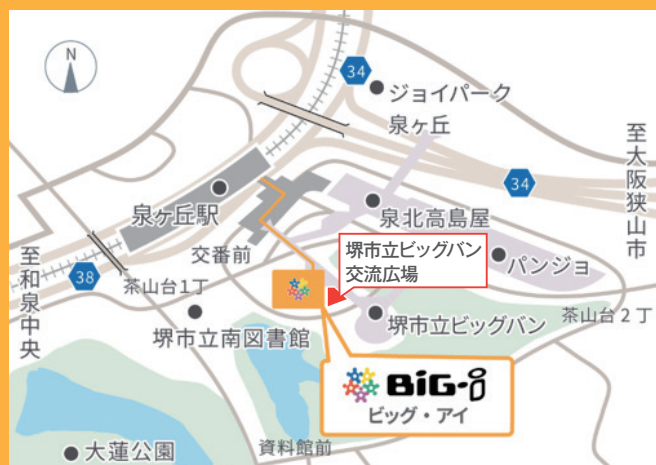 N
34
ジョイパーク
泉ヶ丘
至大阪狭山市
34
泉ヶ丘駅
泉北高島屋
交番前
堺市立ビッグバン
交流広場
パンジョ
至和泉中央
38
茶山台1丁
堺市立南図書館
堺市立ビッグバン
茶山台2丁
BiG-i
ビッグ・アイ
資料館前
大蓮公園